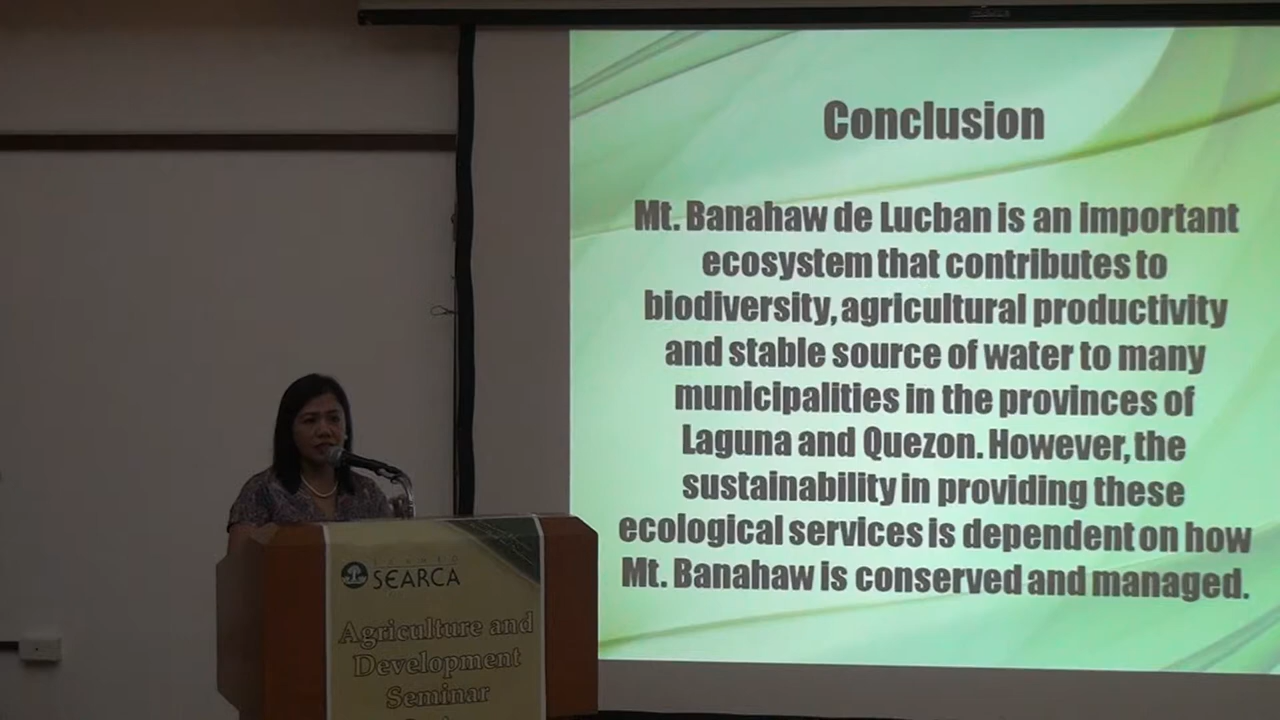 Conclusion
Mt. Banahaw de Lucban is an important
ecosystem that contributes to
biodiversity, agricultural productivity
and stable source of water to many
municipalities in the provinces of
Laguna and Quezon. However, the
sustainability in providing these
ecological services is dependent on how
Mt. Banahaw is conserved and managed.
SEARCA
Agriculture and
Development
Seminar